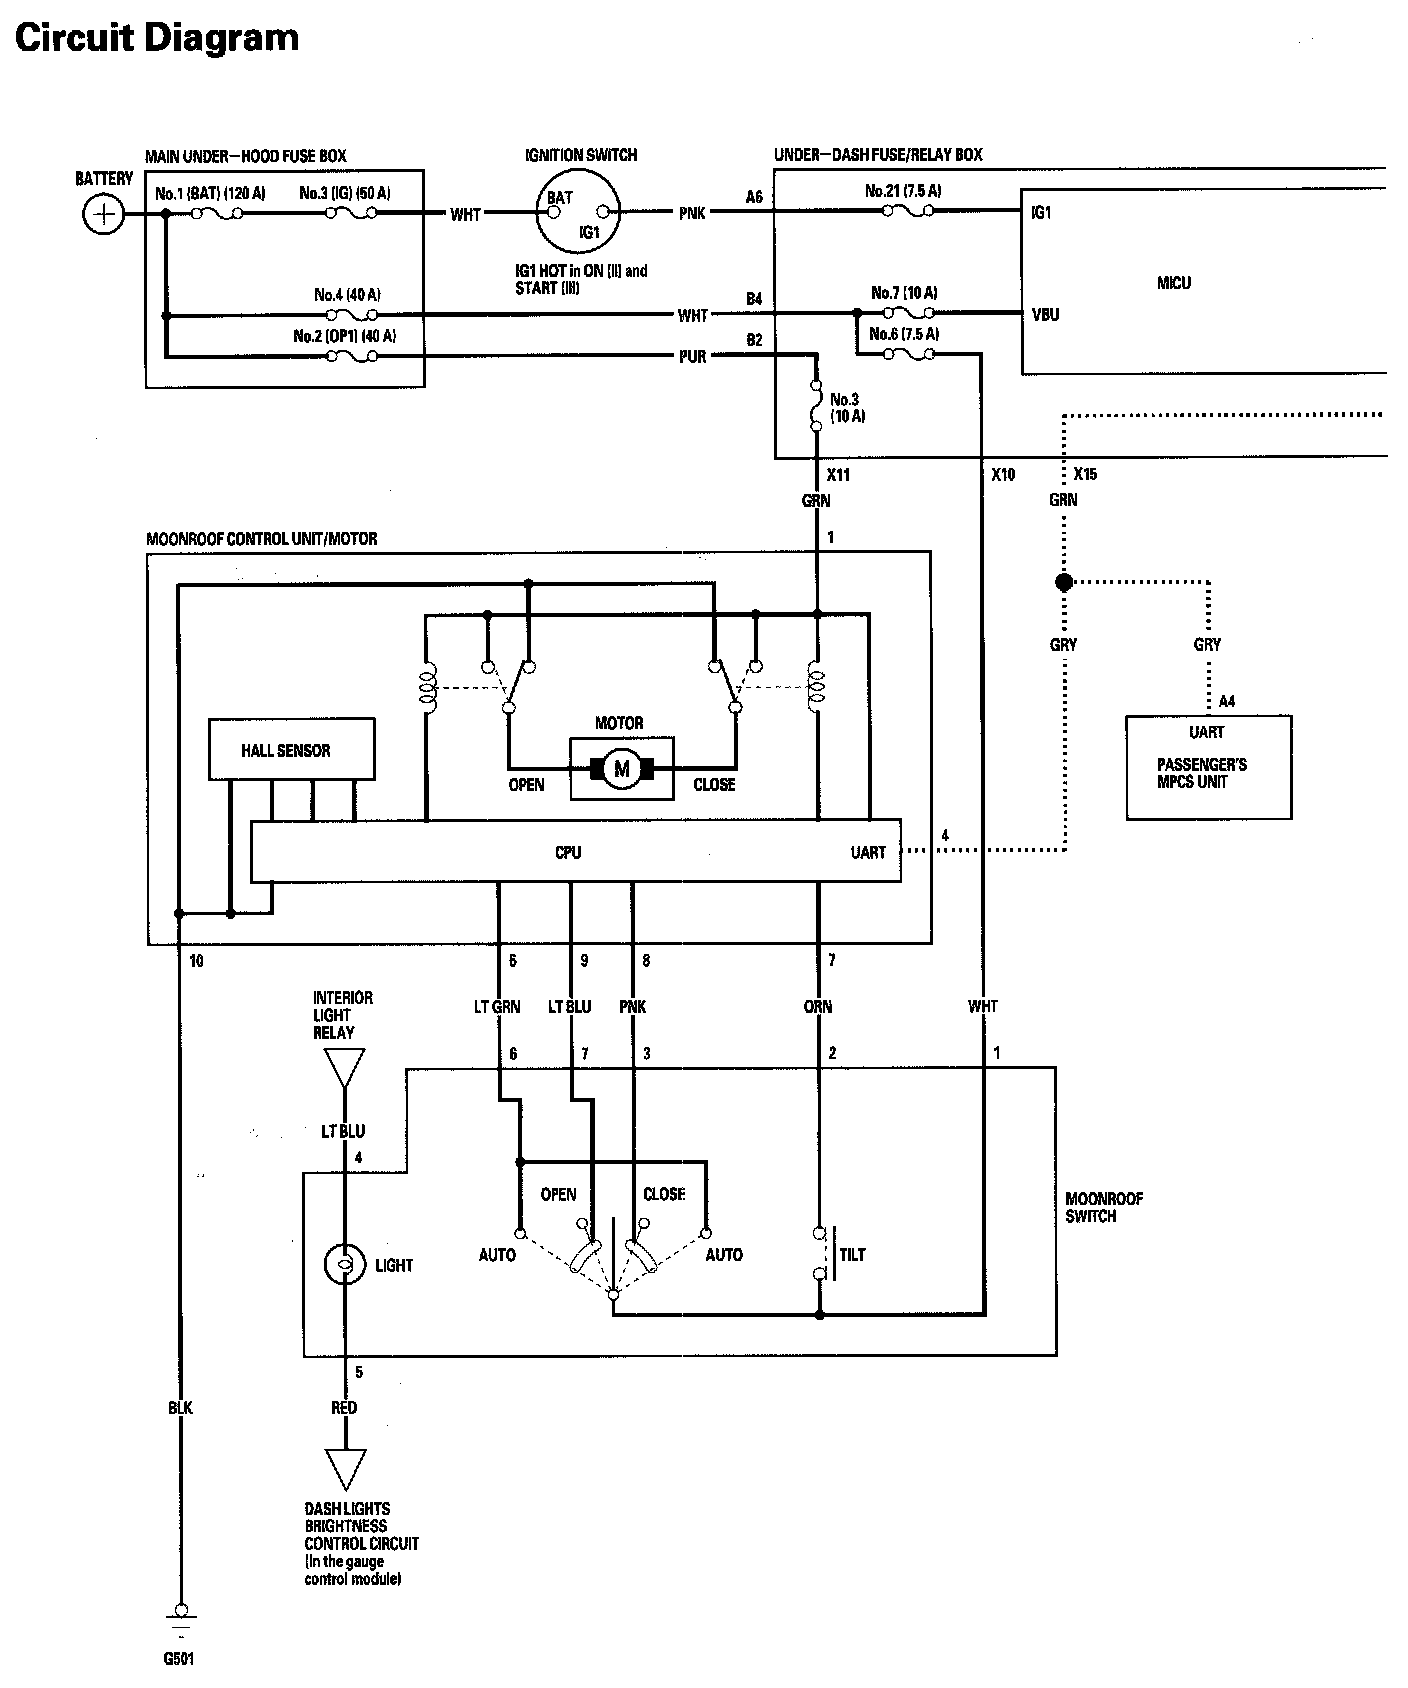 Circuit Diagram
MAIN UNDER-HOOD FUSE BOX
IGNITION SWITCH
UNDER-DASH FUSE/RELAY BOX
BATTERY
No.1 (BAT) (120 A)
No.3 (IG) (50 A)
WHT
BAT
IG1
PNK
A6
No.21 (7.5 A)
IG1
IG1 HOT in ON (II) and
START (III)
MICU
No.4 (40 A)
WHT
B4
No.7 (10 A)
VBU
No.2 (OP1) (40 A)
PUR
B2
No.6 (7.5 A)
No.3
(10 A)
X11
X10
X15
GRN
GRN
MOONROOF CONTROL UNIT/MOTOR
1
GRY
GRY
A4
HALL SENSOR
MOTOR
M
OPEN
CLOSE
UART
PASSENGER'S
MPCS UNIT
CPU
UART
4
10
6
9
8
7
INTERIOR
LIGHT
RELAY
LT GRN
LT BLU
PNK
ORN
WHT
6
7
3
2
1
LT BLU
4
OPEN
CLOSE
MOONROOF
SWITCH
AUTO
AUTO
TILT
LIGHT
5
BLK
RED
DASH LIGHTS
BRIGHTNESS
CONTROL CIRCUIT
(In the gauge
control module)
G501